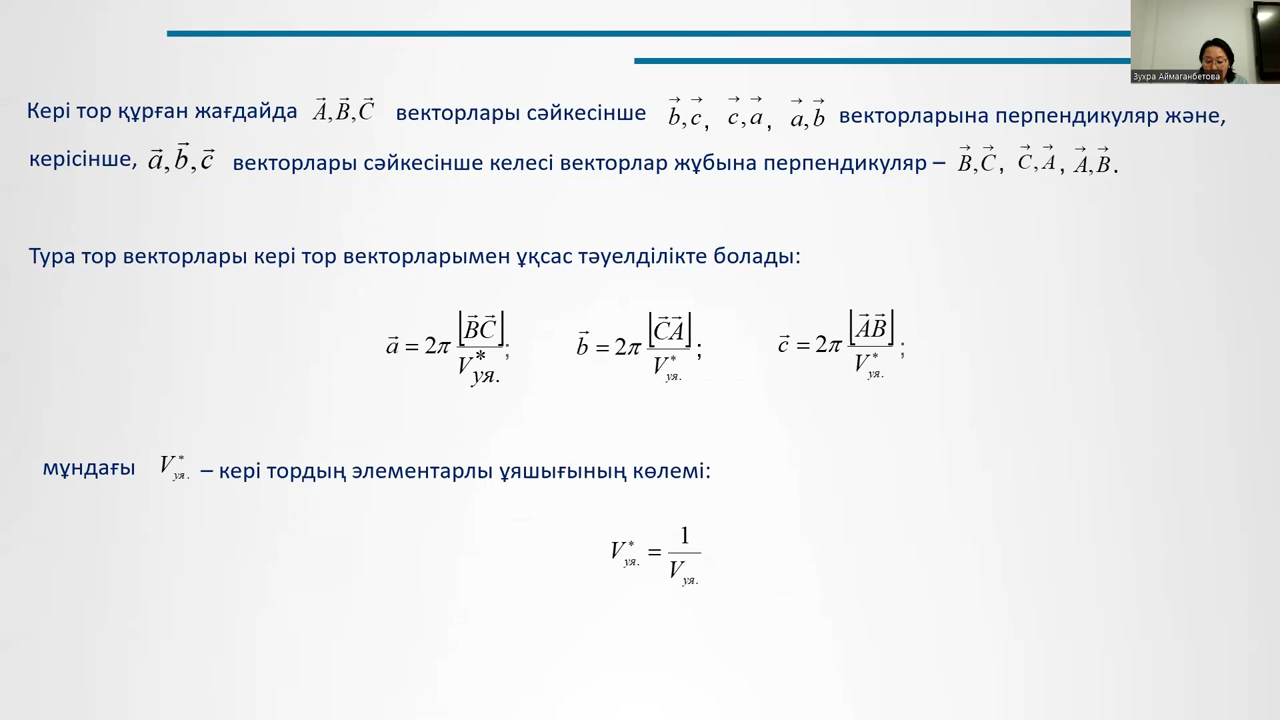 Зухра Аймаганбетова
Кері тор құрған жағдайда A⃗, B⃗, C⃗ векторлары сәйкесінше b⃗, c⃗, c⃗, a⃗, a⃗, b⃗ векторларына перпендикуляр және,
керісінше, a⃗, b⃗, c⃗ векторлары сәйкесінше келесі векторлар жұбына перпендикуляр – B⃗, C⃗, C⃗, A⃗, A⃗, B⃗.
Тура тор векторлары кері тор векторларымен ұқсас тәуелділікте болады:
a⃗ = 2π ⌊B⃗C⃗⌋ / V*уя. ; b⃗ = 2π ⌊C⃗A⃗⌋ / V*уя. ; c⃗ = 2π ⌊A⃗B⃗⌋ / V*уя. ;
мұндағы V*уя. – кері тордың элементарлы ұяшығының көлемі:
V*уя. = 1 / Vуя.